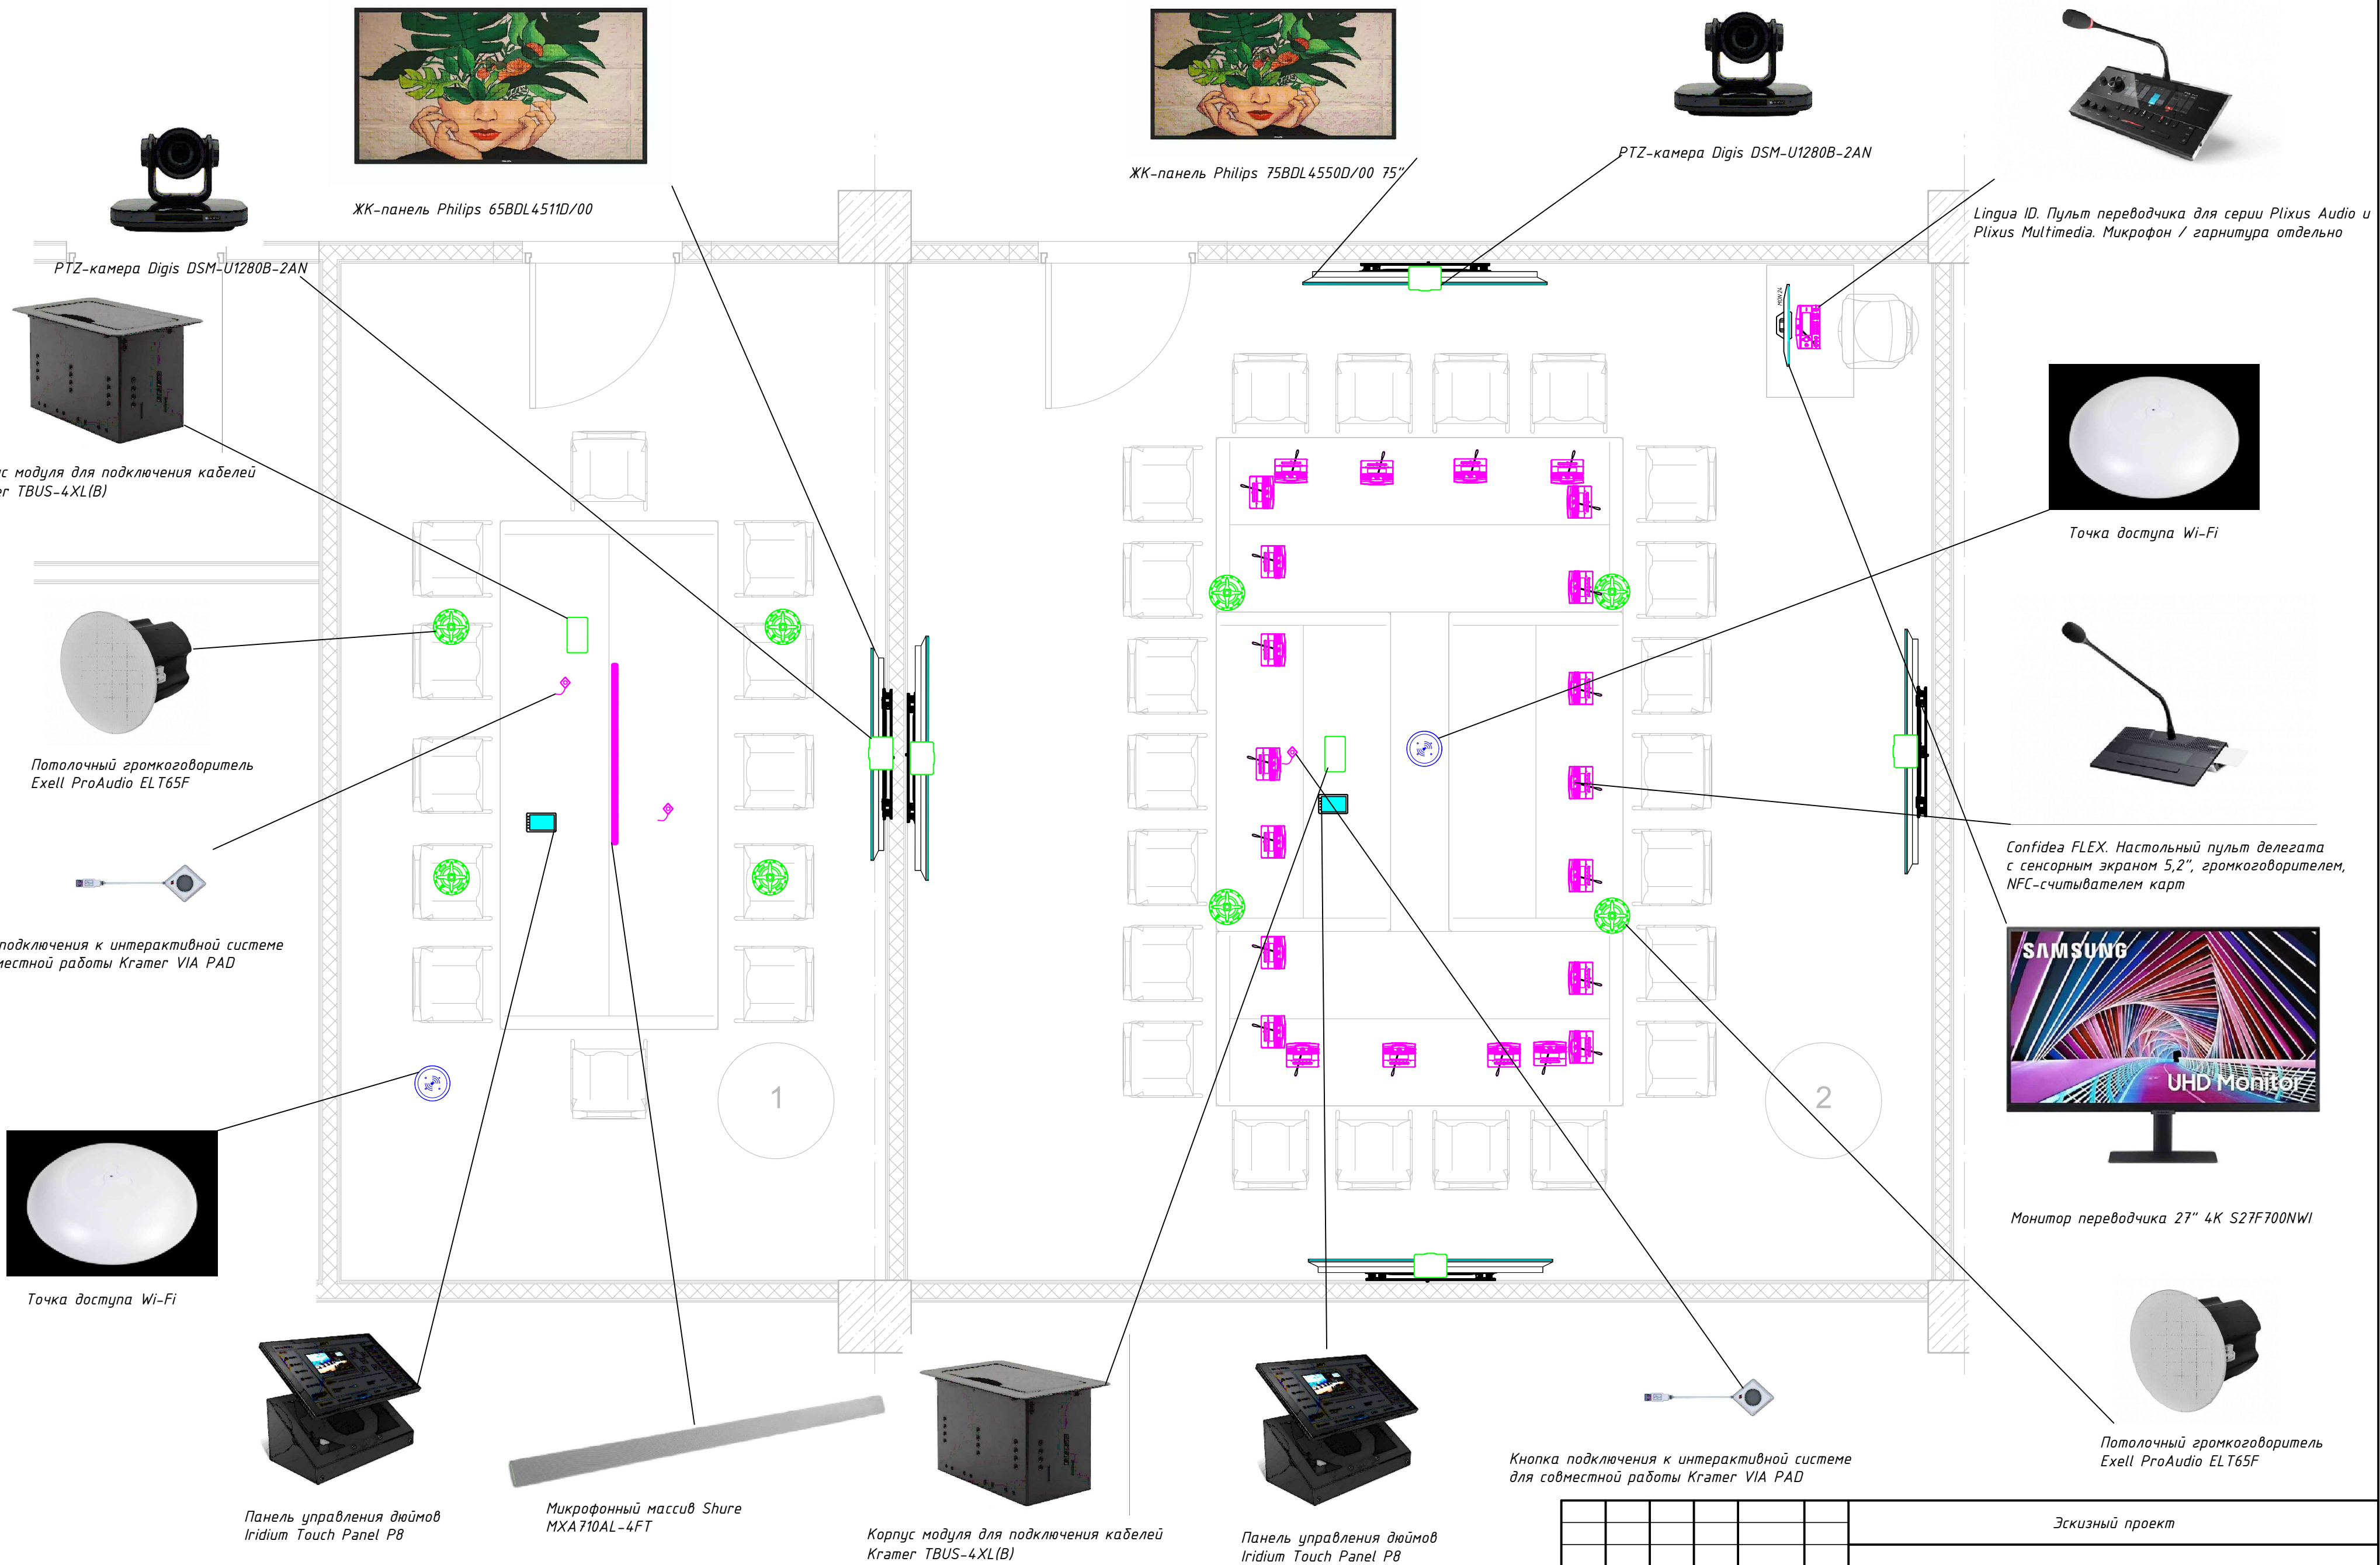 ЖК-панель Philips 65BDL4511D/00
ЖК-панель Philips 75BDL4550D/00 75"
PTZ-камера Digis DSM-U1280B-2AN
Lingua ID. Пульт переводчика для серии Plixus Audio и
Plixus Multimedia. Микрофон / гарнитура отдельно
PTZ-камера Digis DSM-U1280B-2AN
MON 24
с модуля для подключения кабелей
er TBUS-4XL(B)
Точка доступа Wi-Fi
Потолочный громкоговоритель
Exell ProAudio ELT65F
Confidea FLEX. Настольный пульт делегата
с сенсорным экраном 5,2", громкоговорителем,
NFC-считывателем карт
подключения к интерактивной системе
местной работы Kramer VIA PAD
SAMSUNG
UHD Monitor
1
2
Монитор переводчика 27" 4K S27F700NWI
Точка доступа Wi-Fi
Панель управления дюймов
Iridium Touch Panel P8
Микрофонный массив Shure
MXA710AL-4FT
Корпус модуля для подключения кабелей
Kramer TBUS-4XL(B)
Панель управления дюймов
Iridium Touch Panel P8
Кнопка подключения к интерактивной системе
для совместной работы Kramer VIA PAD
Потолочный громкоговоритель
Exell ProAudio ELT65F
Эскизный проект